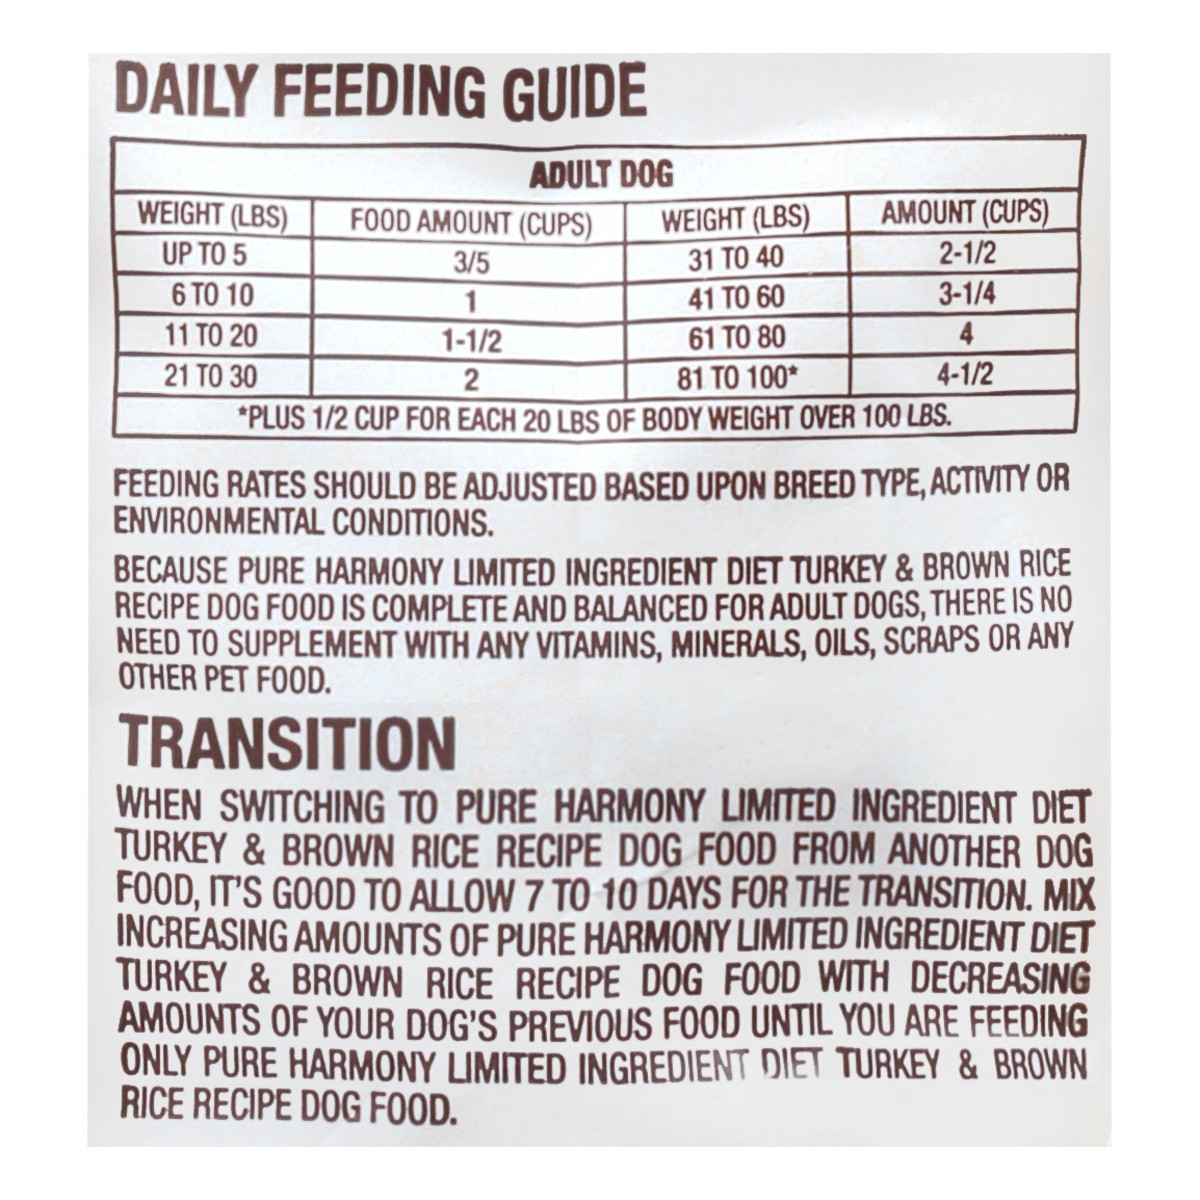 DAILY FEEDING GUIDE
ADULT DOG
WEIGHT (LBS) FOOD AMOUNT (CUPS) WEIGHT (LBS) AMOUNT (CUPS)
UP TO 5 3/5 31 TO 40 2-1/2
6 TO 10 1 41 TO 60 3-1/4
11 TO 20 1-1/2 61 TO 80 4
21 TO 30 2 81 TO 100* 4-1/2
*PLUS 1/2 CUP FOR EACH 20 LBS OF BODY WEIGHT OVER 100 LBS.
FEEDING RATES SHOULD BE ADJUSTED BASED UPON BREED TYPE, ACTIVITY OR
ENVIRONMENTAL CONDITIONS.
BECAUSE PURE HARMONY LIMITED INGREDIENT DIET TURKEY & BROWN RICE
RECIPE DOG FOOD IS COMPLETE AND BALANCED FOR ADULT DOGS, THERE IS NO
NEED TO SUPPLEMENT WITH ANY VITAMINS, MINERALS, OILS, SCRAPS OR ANY
OTHER PET FOOD.
TRANSITION
WHEN SWITCHING TO PURE HARMONY LIMITED INGREDIENT DIET
TURKEY & BROWN RICE RECIPE DOG FOOD FROM ANOTHER DOG
FOOD, IT'S GOOD TO ALLOW 7 TO 10 DAYS FOR THE TRANSITION. MIX
INCREASING AMOUNTS OF PURE HARMONY LIMITED INGREDIENT DIET
TURKEY & BROWN RICE RECIPE DOG FOOD WITH DECREASING
AMOUNTS OF YOUR DOG'S PREVIOUS FOOD UNTIL YOU ARE FEEDING
ONLY PURE HARMONY LIMITED INGREDIENT DIET TURKEY & BROWN
RICE RECIPE DOG FOOD.